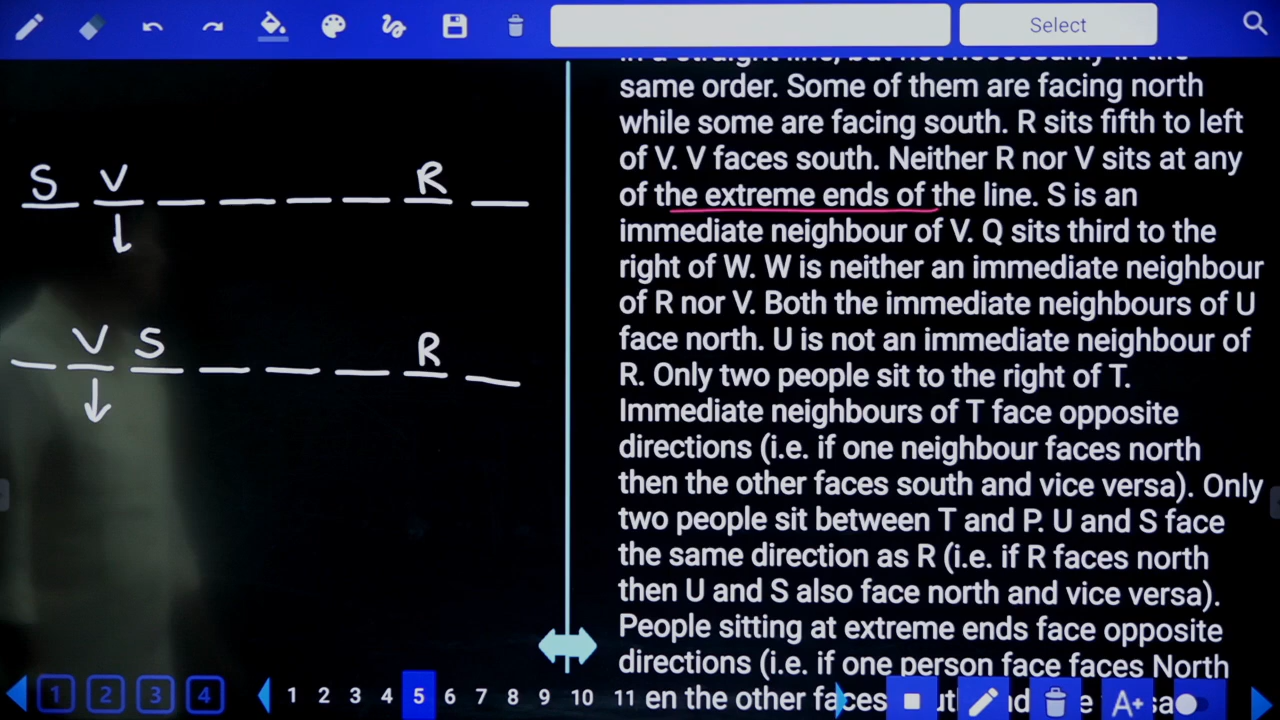 Select
S V R
V S R
same order. Some of them are facing north
while some are facing south. R sits fifth to left
of V. V faces south. Neither R nor V sits at any
of the extreme ends of the line. S is an
immediate neighbour of V. Q sits third to the
right of W. W is neither an immediate neighbour
of R nor V. Both the immediate neighbours of U
face north. U is not an immediate neighbour of
R. Only two people sit to the right of T.
Immediate neighbours of T face opposite
directions (i.e. if one neighbour faces north
then the other faces south and vice versa). Only
two people sit between T and P. U and S face
the same direction as R (i.e. if R faces north
then U and S also face north and vice versa).
People sitting at extreme ends face opposite
directions (i.e. if one person face faces North
en the other faces
1 2 3 4 1 2 3 4 5 6 7 8 9 10 11 A+